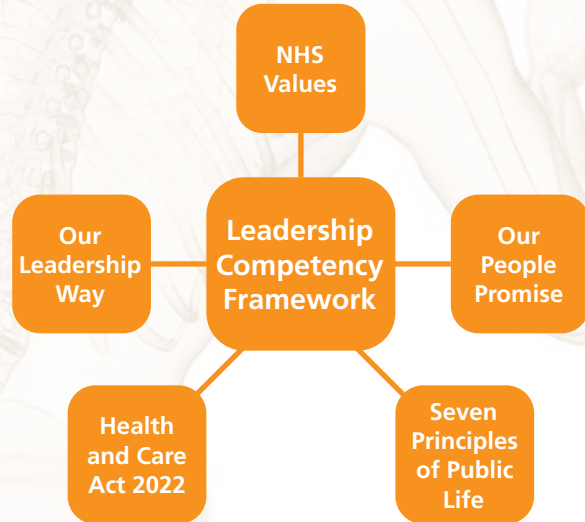 NHS
Values
Our
Leadership
Way
Leadership
Competency
Framework
Our
People
Promise
Health
and Care
Act 2022
Seven
Principles
of Public
Life